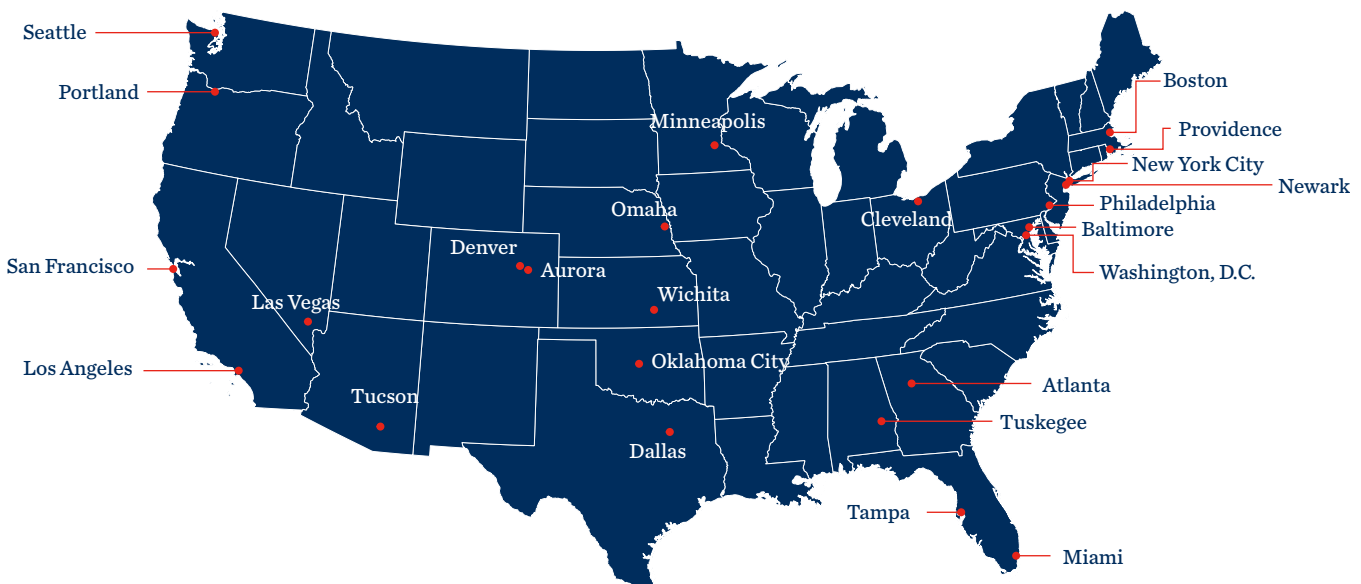 Seattle
Portland
Boston
Minneapolis
Providence
New York City
Newark
Philadelphia
Omaha
Cleveland
Baltimore
Denver
Aurora
San Francisco
Washington, D.C.
Las Vegas
Wichita
Los Angeles
Oklahoma City
Atlanta
Tucson
Tuskegee
Dallas
Tampa
Miami